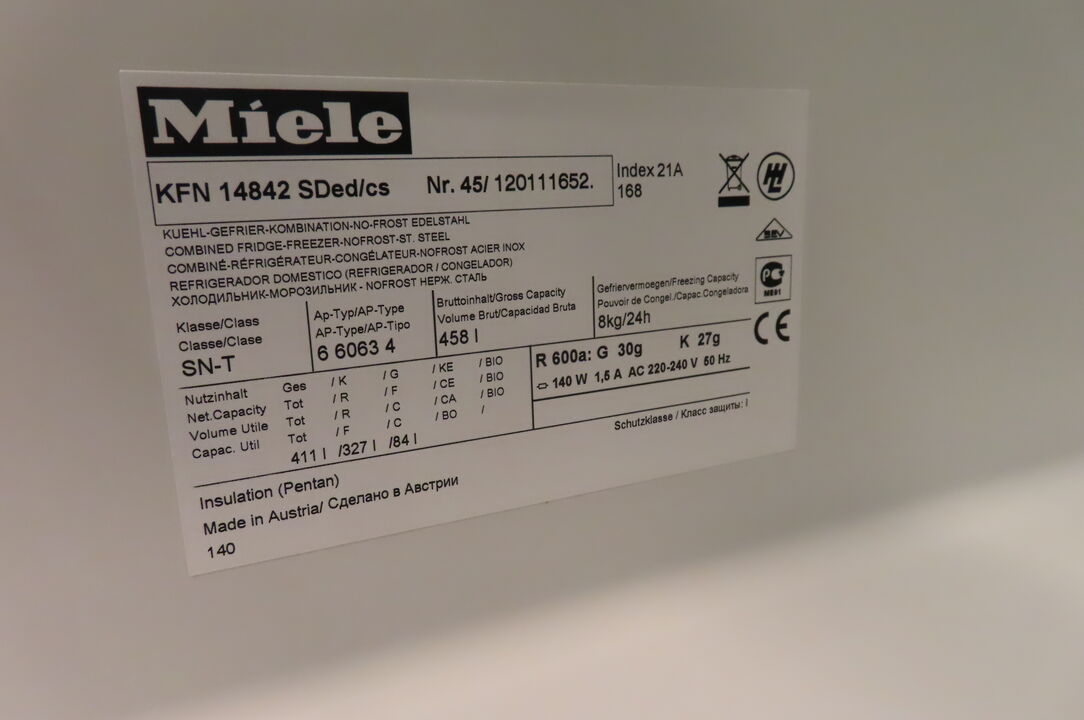 Miele
KFN 14842 SDed/cs Nr. 45/ 120111652.
Index 21A
168
KUEHL-GEFRIER-KOMBINATION-NO-FROST EDELSTAHL
COMBINED FRIDGE-FREEZER-NOFROST-ST. STEEL
COMBINÉ-RÉFRIGÉRATEUR-CONGÉLATEUR-NOFROST ACIER INOX
REFRIGERADOR DOMESTICO (REFRIGERADOR / CONGELADOR)
ХОЛОДИЛЬНИК-МОРОЗИЛЬНИК - NOFROST НЕРЖ. СТАЛЬ
Klasse/Class
Classe/Clase
SN-T
Ap-Typ/AP-Type
AP-Type/AP-Tipo
6 6063 4
Bruttoinhalt/Gross Capacity
Volume Brut/Capacidad Bruta
458 l
Gefriervermoegen/Freezing Capacity
Pouvoir de Congel./Capac.Congeladora
8kg/24h
Nutzinhalt Ges / K / G / KE / BIO
Net.Capacity Tot / R / F / CE / BIO
Volume Utile Tot / R / C / CA / BIO
Capac. Util Tot / F / C / BO /
411 l /327 l /84 l
R 600a: G 30g K 27g
140 W 1,5 A AC 220-240 V 50 Hz
Schutzklasse / Класс защиты: I
Insulation (Pentan)
Made in Austria/ Сделано в Австрии
140
SEV
PC
ME61
CE